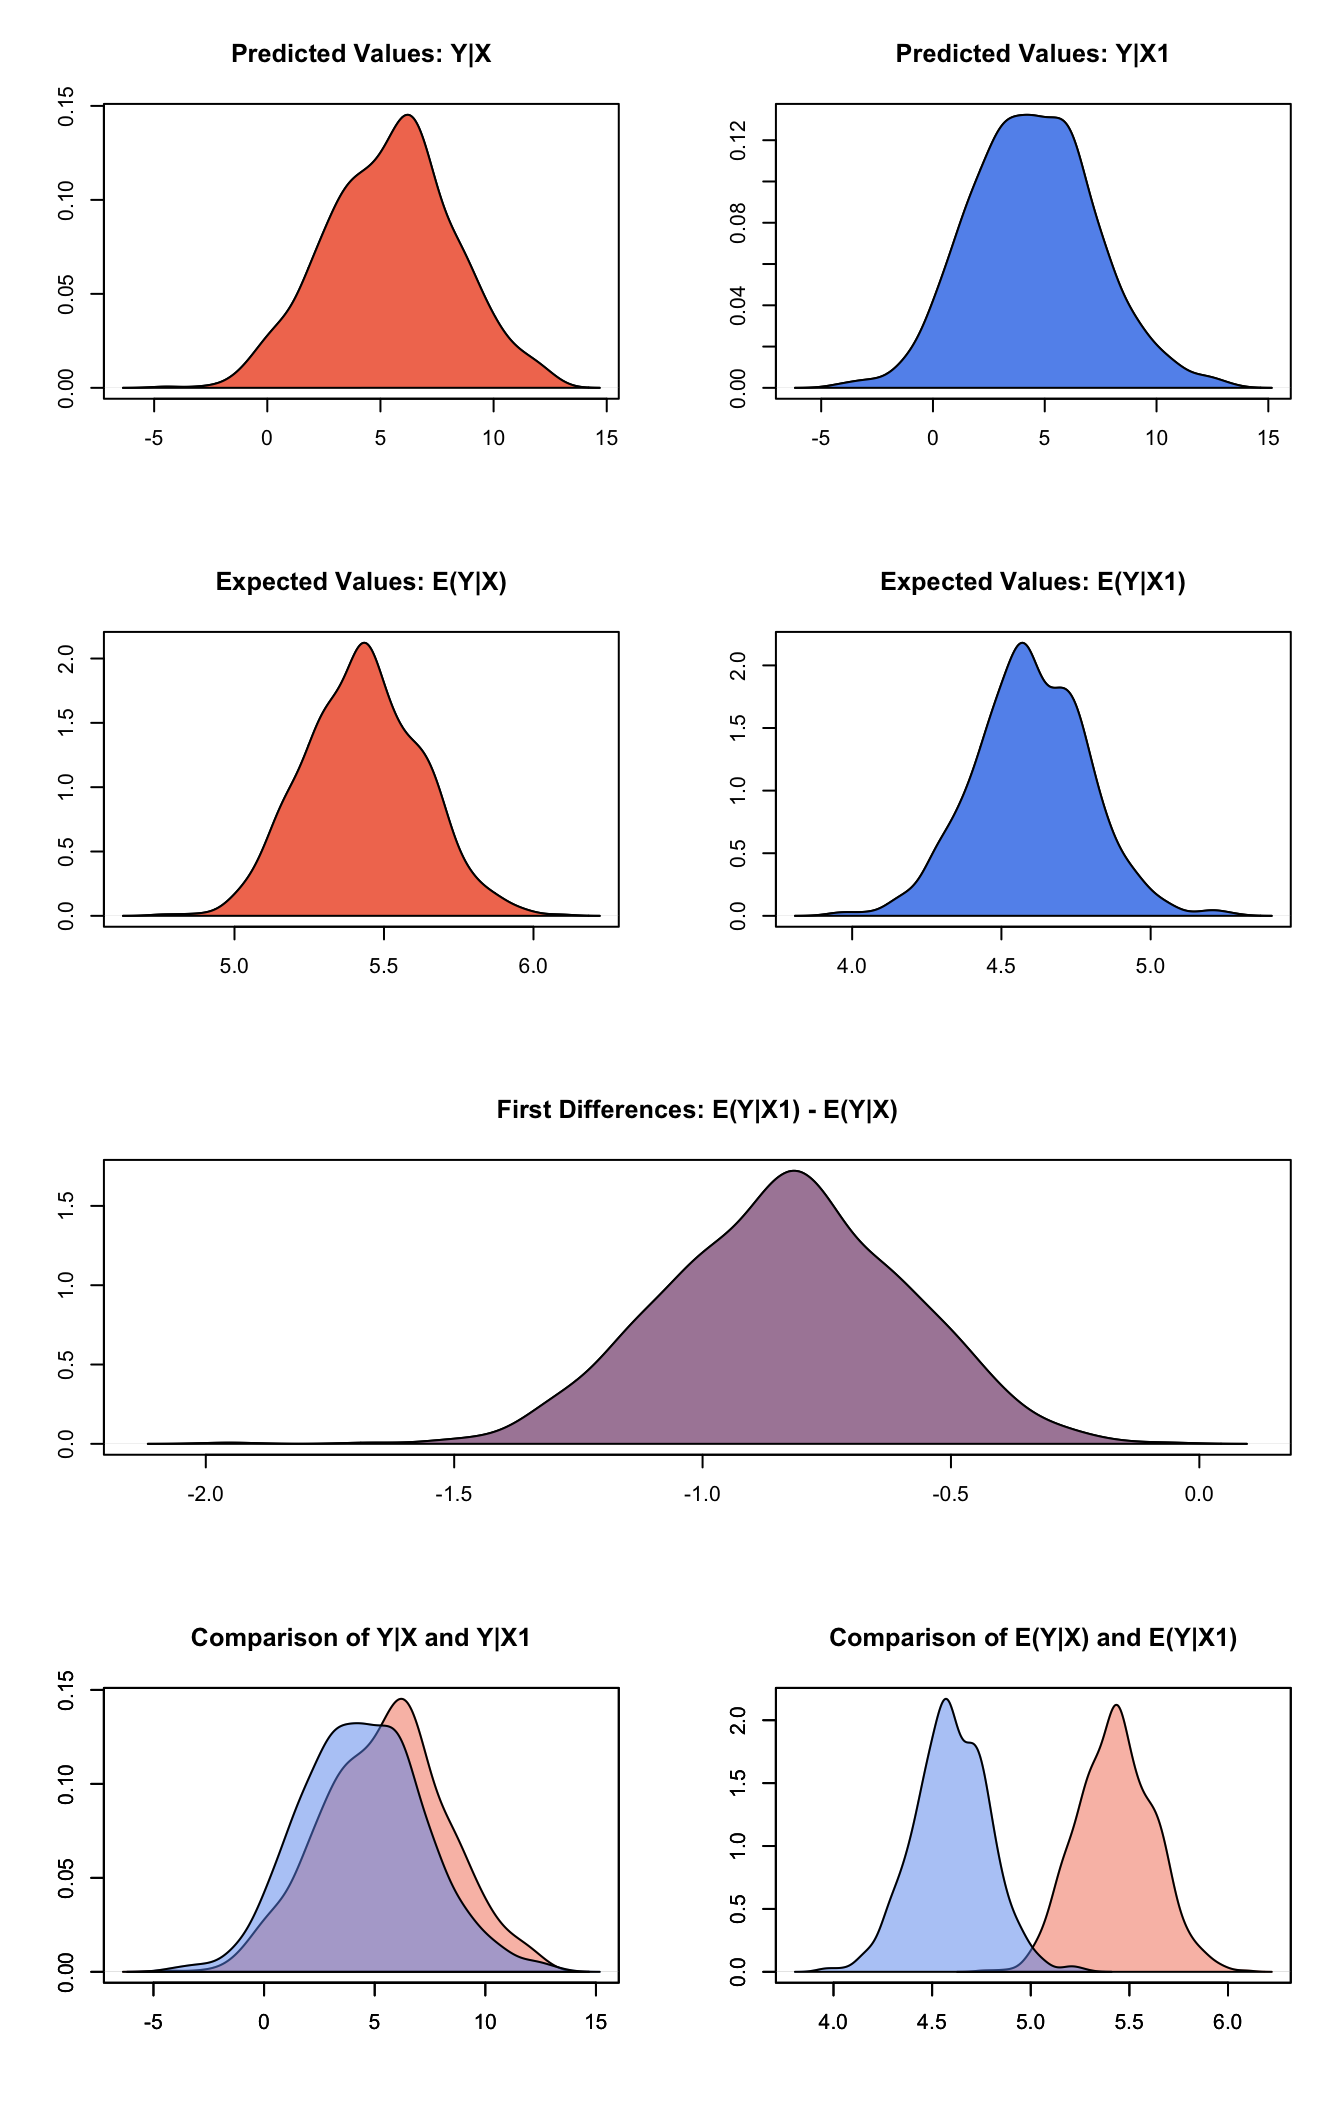 Predicted Values: Y|X
Predicted Values: Y|X1
0.00 0.05 0.10 0.15
-5 0 5 10 15
0.00 0.04 0.08 0.12
-5 0 5 10 15
Expected Values: E(Y|X)
Expected Values: E(Y|X1)
0.0 0.5 1.0 1.5 2.0
5.0 5.5 6.0
0.0 0.5 1.0 1.5 2.0
4.0 4.5 5.0
First Differences: E(Y|X1) - E(Y|X)
0.0 0.5 1.0 1.5
-2.0 -1.5 -1.0 -0.5 0.0
Comparison of Y|X and Y|X1
Comparison of E(Y|X) and E(Y|X1)
0.00 0.05 0.10 0.15
-5 0 5 10 15
0.0 0.5 1.0 1.5 2.0
4.0 4.5 5.0 5.5 6.0